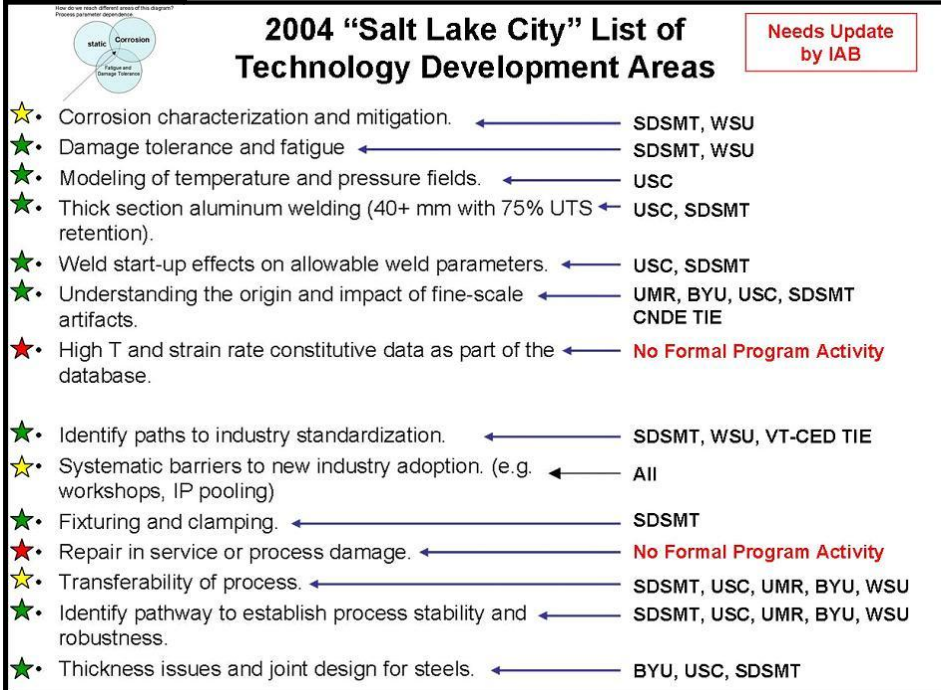 How do we reach different areas of this diagram?
Process parameter dependence.
static
Corrosion
Fatigue and
Damage Tolerance
2004 “Salt Lake City” List of
Technology Development Areas
Needs Update
by IAB
• Corrosion characterization and mitigation.
SDSMT, WSU
• Damage tolerance and fatigue
SDSMT, WSU
• Modeling of temperature and pressure fields.
USC
• Thick section aluminum welding (40+ mm with 75% UTS
retention).
USC, SDSMT
• Weld start-up effects on allowable weld parameters.
USC, SDSMT
• Understanding the origin and impact of fine-scale
artifacts.
UMR, BYU, USC, SDSMT
CNDE TIE
• High T and strain rate constitutive data as part of the
database.
No Formal Program Activity
• Identify paths to industry standardization.
SDSMT, WSU, VT-CED TIE
• Systematic barriers to new industry adoption. (e.g.
workshops, IP pooling)
All
• Fixturing and clamping.
SDSMT
• Repair in service or process damage.
No Formal Program Activity
• Transferability of process.
SDSMT, USC, UMR, BYU, WSU
• Identify pathway to establish process stability and
robustness.
SDSMT, USC, UMR, BYU, WSU
• Thickness issues and joint design for steels.
BYU, USC, SDSMT